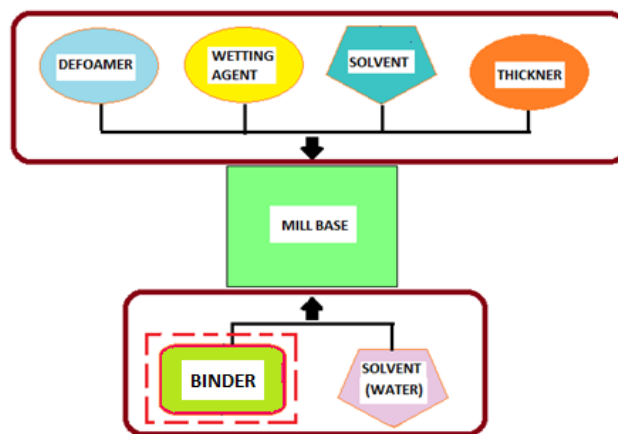 DEFOAMER
WETTING
AGENT
SOLVENT
THICKNER
MILL BASE
BINDER
SOLVENT
(WATER)